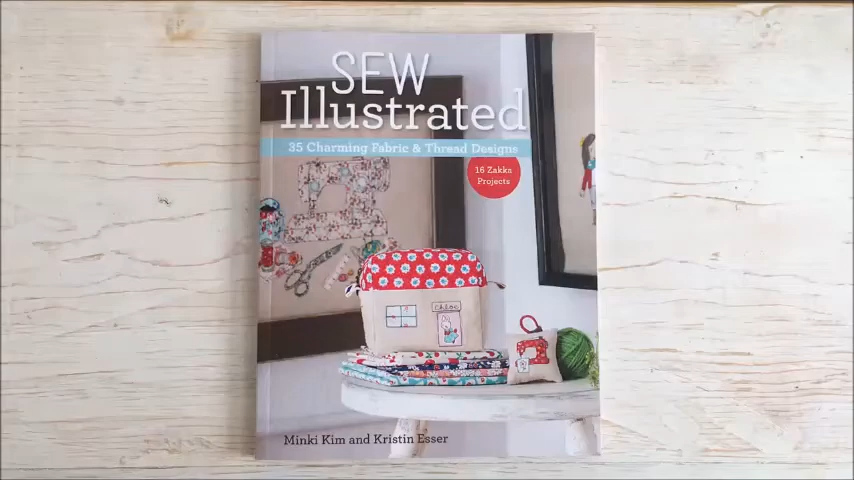 SEW
Illustrated
35 Charming Fabric & Thread Designs
16 Zakka
Projects
Chloe
Minki Kim and Kristin Esser